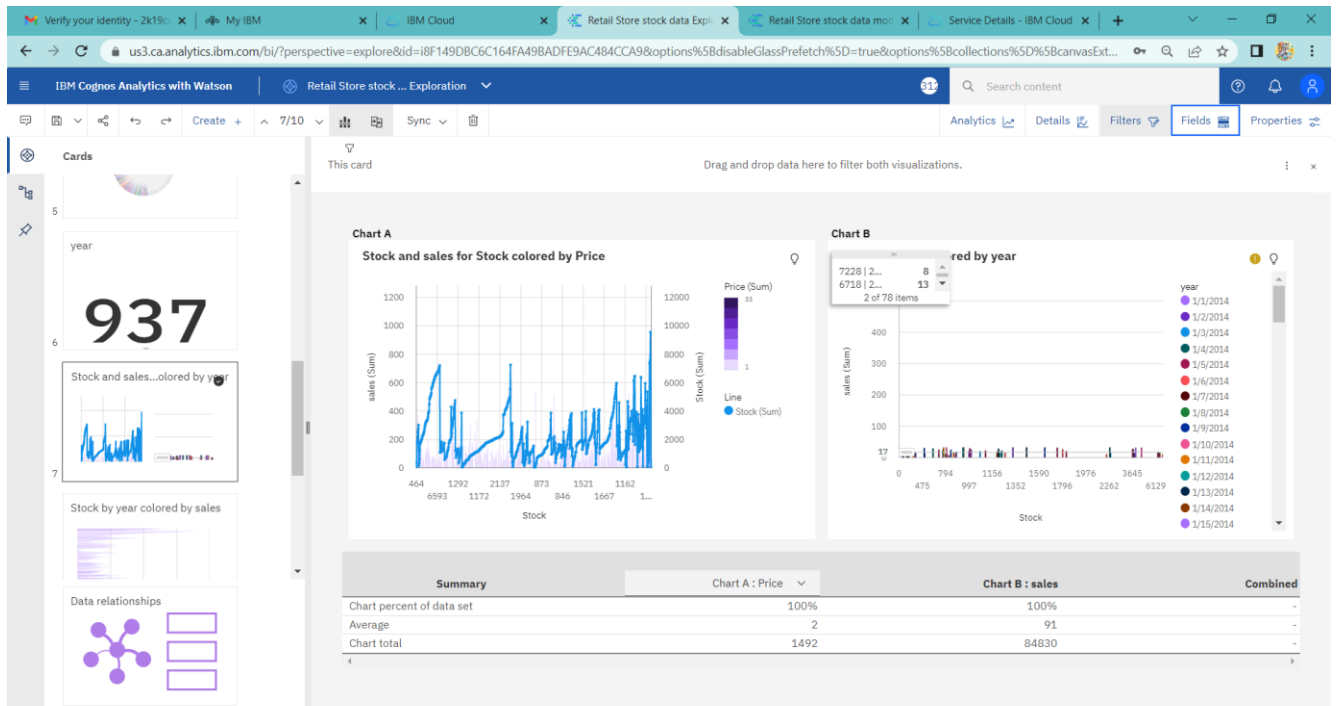 Verify your identity - 2k19c
My IBM
IBM Cloud
Retail Store stock data Expl
Retail Store stock data mod
Service Details - IBM Cloud
us3.ca.analytics.ibm.com/bi/?perspective=explore&id=i8F149DBC6C164FA49BADFE9AC484CCA9&options%5BdisableGlassPrefetch%5D=true&options%5Bcollections%5D%5BcanvasExt...
IBM Cognos Analytics with Watson
Retail Store stock ... Exploration
312
Search content
Create +
7/10
Sync
Analytics
Details
Filters
Fields
Properties
Cards
5
year
937
6
Stock and sales...olored by year
7
Stock by year colored by sales
Data relationships
This card
Drag and drop data here to filter both visualizations.
Chart A
Stock and sales for Stock colored by Price
1200
1000
800
600
400
200
0
sales (Sum)
12000
10000
8000
6000
4000
2000
0
Stock (Sum)
464 1292 2137 873 1521 1162
6593 1172 1964 846 1667 1...
Stock
Price (Sum)
33
1
Line
Stock (Sum)
Chart B
red by year
7228 | 2... 8
6718 | 2... 13
2 of 78 items
400
300
200
100
17
sales (Sum)
0 794 1156 1590 1976 3645
475 997 1352 1796 2262 6129
Stock
year
1/1/2014
1/2/2014
1/3/2014
1/4/2014
1/5/2014
1/6/2014
1/7/2014
1/8/2014
1/9/2014
1/10/2014
1/11/2014
1/12/2014
1/13/2014
1/14/2014
1/15/2014
Summary Chart A : Price Chart B : sales Combined
Chart percent of data set 100% 100% -
Average 2 91 -
Chart total 1492 84830 -